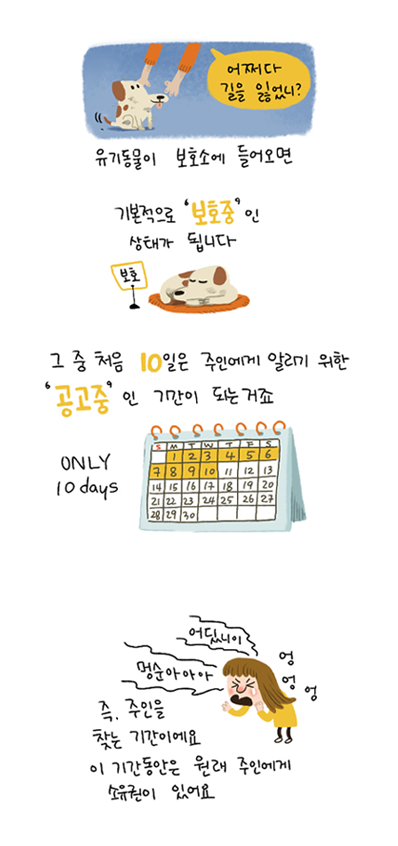 어쩌다
길을 잃었니?
유기동물이 보호소에 들어오면
기본적으로 '보호중'인
상태가 됩니다
보호
그 중 처음 10일은 주인에게 알리기 위한
'공고중'인 기간이 되는거죠
ONLY
10 days
S M T W T F S
1 2 3 4 5 6
7 8 9 10 11 12 13
14 15 16 17 18 19 20
21 22 23 24 25 26 27
28 29 30
어딨니이
멍순아아아
엉
엉
엉
즉, 주인을
찾는 기간이에요
이 기간동안은 원래 주인에게
소유권이 있어요